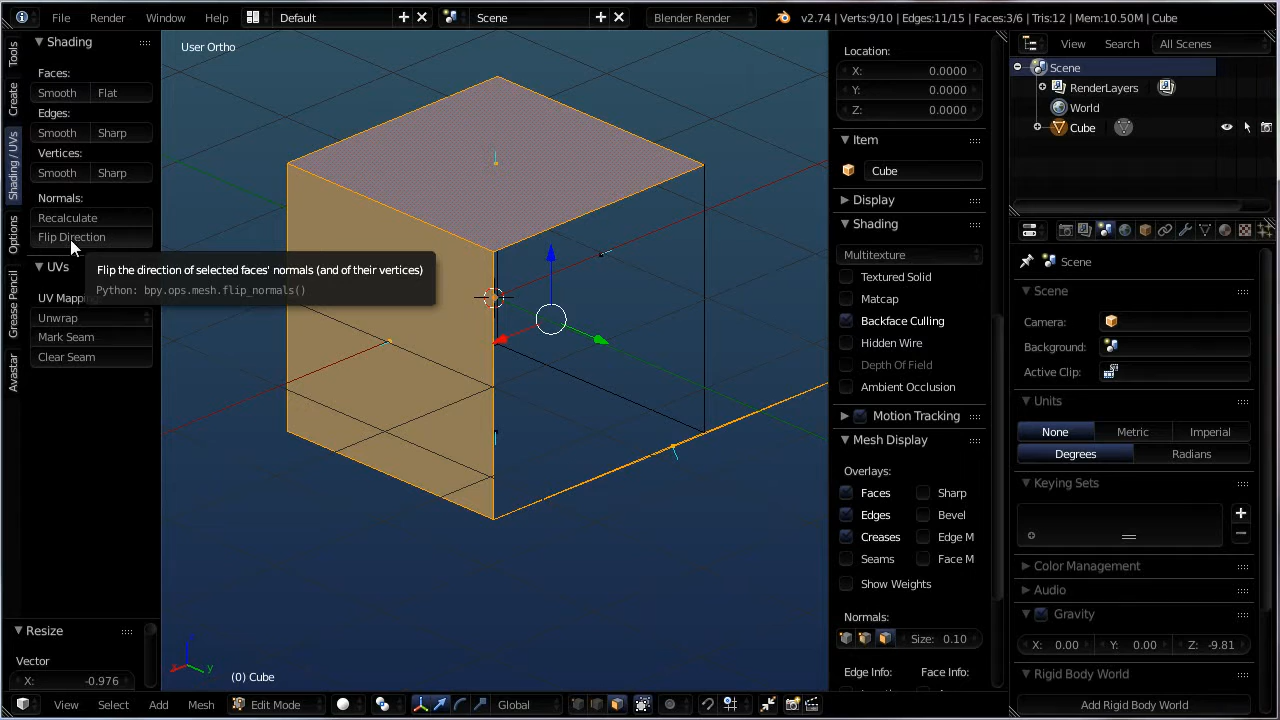 File Render Window Help Default Scene Blender Render v2.74 | Verts:9/10 | Edges:11/15 | Faces:3/6 | Tris:12 | Mem:10.50M | Cube
Tools
Create
Shading / UVs
Options
Grease Pencil
Avastar
Shading
Faces:
Smooth Flat
Edges:
Smooth Sharp
Vertices:
Smooth Sharp
Normals:
Recalculate
Flip Direction
UVs
UV Mapp
Unwrap
Mark Seam
Clear Seam
Flip the direction of selected faces' normals (and of their vertices)
Python: bpy.ops.mesh.flip_normals()
Resize
Vector
X: -0.976
User Ortho
(0) Cube
View Select Add Mesh Edit Mode Global
Location:
X: 0.0000
Y: 0.0000
Z: 0.0000
Item
Cube
Display
Shading
Multitexture
Textured Solid
Matcap
Backface Culling
Hidden Wire
Depth Of Field
Ambient Occlusion
Motion Tracking
Mesh Display
Overlays:
Faces Sharp
Edges Bevel
Creases Edge M
Seams Face M
Show Weights
Normals:
Size: 0.10
Edge Info: Face Info:
View Search All Scenes
Scene
RenderLayers
World
Cube
Scene
Scene
Camera:
Background:
Active Clip:
Units
None Metric Imperial
Degrees Radians
Keying Sets
Color Management
Audio
Gravity
X: 0.00 Y: 0.00 Z: -9.81
Rigid Body World
Add Rigid Body World